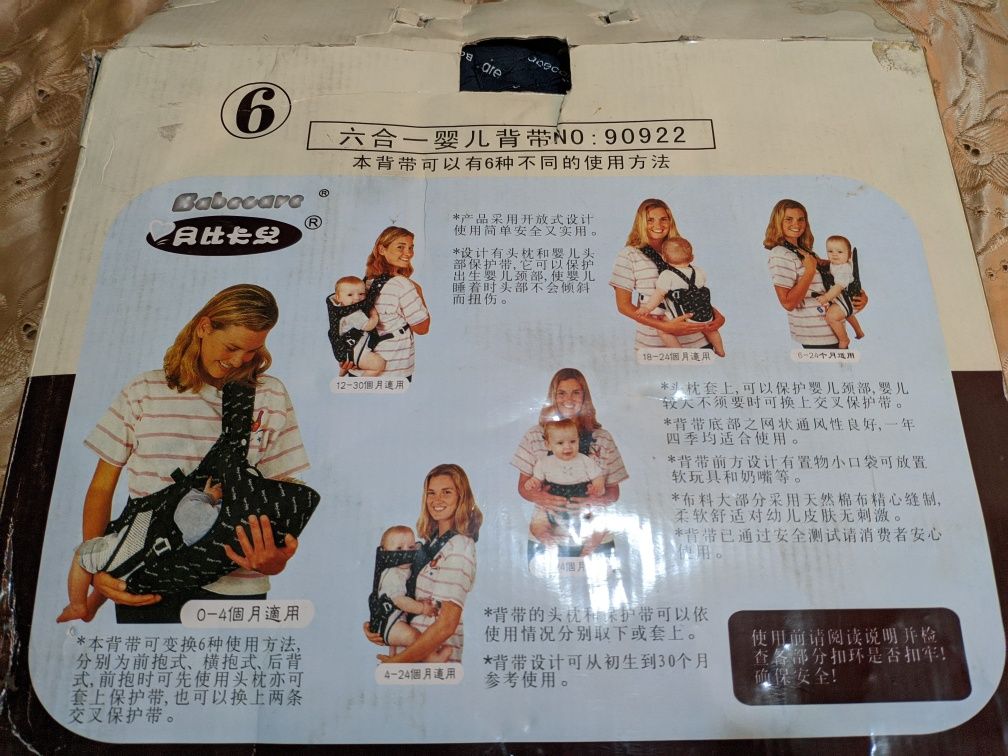 6
六合一婴儿背带NO:90922
本背带可以有6种不同的使用方法
Babecare®
贝比卡兒®
*产品采用开放式设计
使用简单安全又实用。
*设计有头枕和婴儿头
部保护带,它可以保护
出生婴儿颈部,使婴儿
睡着时头部不会倾斜
而扭伤。
12-30個月適用
18-24個月適用
6-24个月适用
*头枕套上,可以保护婴儿颈部,婴儿
较大不须要时可换上交叉保护带。
*背带底部之网状通风性良好,一年
四季均适合使用。
*背带前方设计有置物小口袋可放置
软玩具和奶嘴等。
*布料大部分采用天然棉布精心缝制,
柔软舒适对幼儿皮肤无刺激。
*背带已通过安全测试请消费者安心
使用。
0-4個月適用
4-24個月適用
*本背带可变换6种使用方法,
分别为前抱式、横抱式、后背
式,前抱时可先使用头枕亦可
套上保护带,也可以换上两条
交叉保护带。
*背带的头枕和保护带可以依
使用情况分别取下或套上。
*背带设计可从初生到30个月
参考使用。
使用前请阅读说明并检
查各部分扣环是否扣牢!
确保安全!